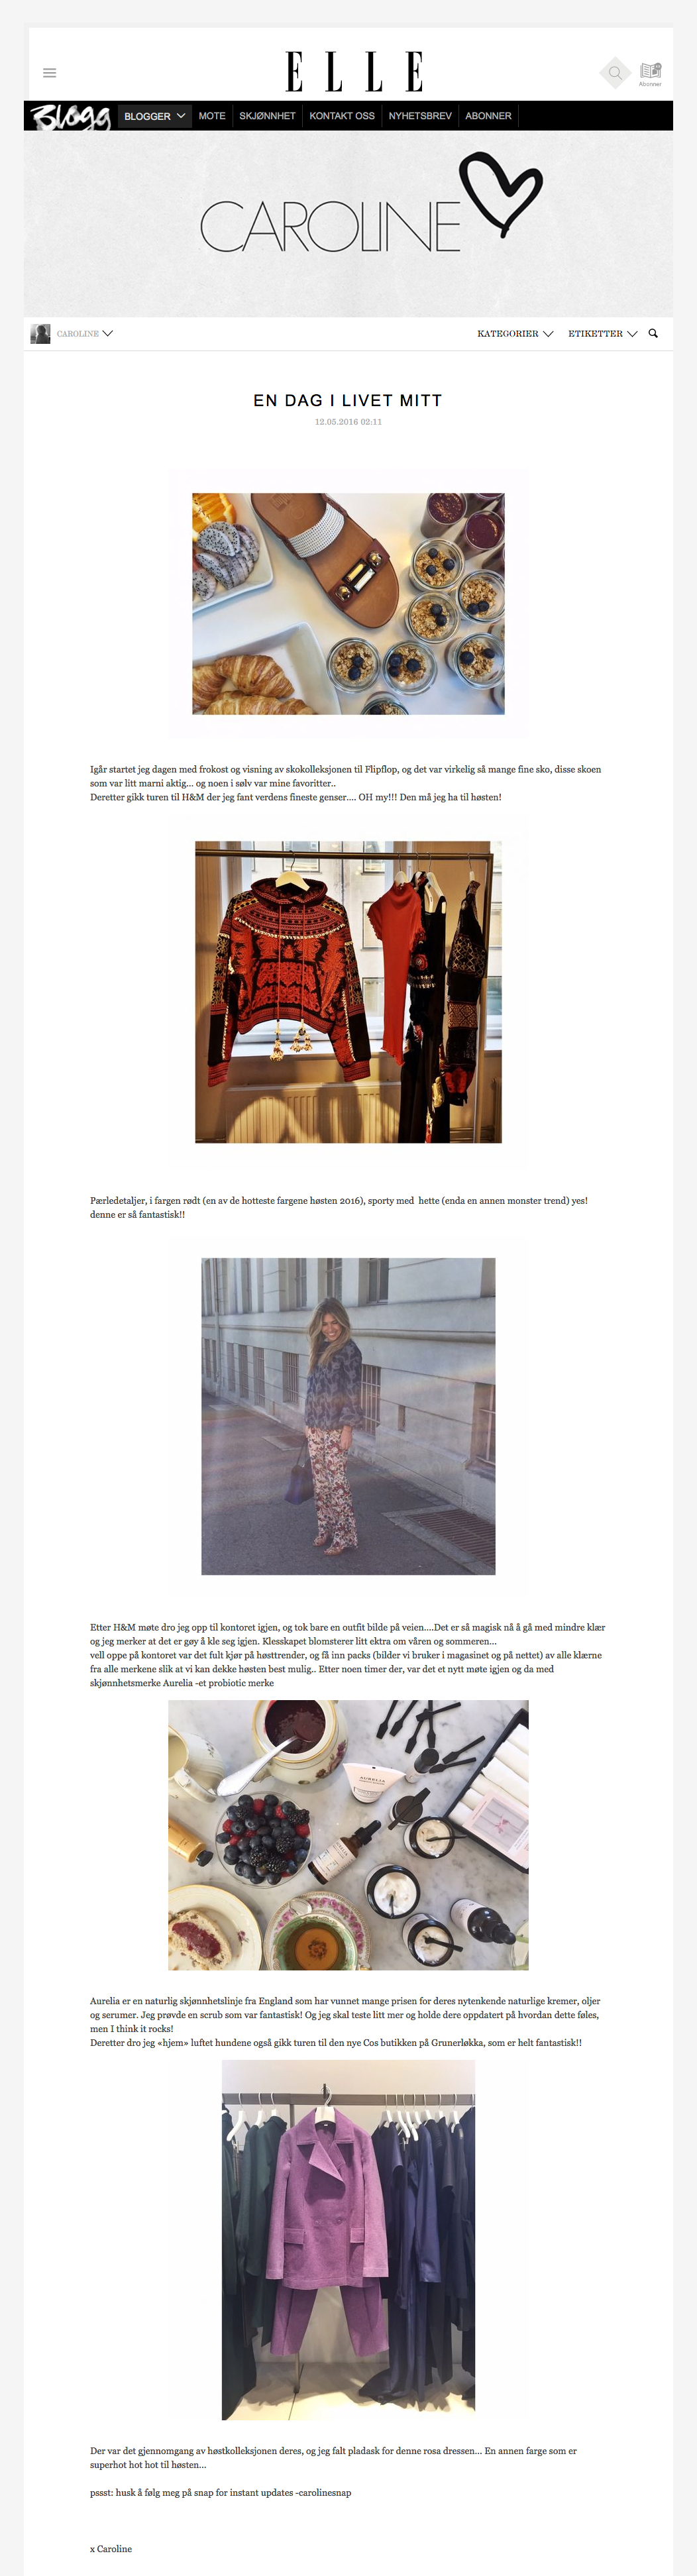 ELLE
Abonner
Blogg
BLOGGER
MOTE
SKJØNNHET
KONTAKT OSS
NYHETSBREV
ABONNER
CAROLINE
CAROLINE
KATEGORIER
ETIKETTER
EN DAG I LIVET MITT
12.05.2016 02:11
Igår startet jeg dagen med frokost og visning av skokolleksjonen til Flipflop, og det var virkelig så mange fine sko, disse skoen
som var litt marni aktig... og noen i sølv var mine favoritter..
Deretter gikk turen til H&M der jeg fant verdens fineste genser.... OH my!!! Den må jeg ha til høsten!
Pærledetaljer, i fargen rødt (en av de hotteste fargene høsten 2016), sporty med  hette (enda en annen monster trend) yes!
denne er så fantastisk!!
Etter H&M møte dro jeg opp til kontoret igjen, og tok bare en outfit bilde på veien....Det er så magisk nå å gå med mindre klær
og jeg merker at det er gøy å kle seg igjen. Klesskapet blomsterer litt ektra om våren og sommeren...
vell oppe på kontoret var det fult kjør på høsttrender, og få inn packs (bilder vi bruker i magasinet og på nettet) av alle klærne
fra alle merkene slik at vi kan dekke høsten best mulig.. Etter noen timer der, var det et nytt møte igjen og da med
skjønnhetsmerke Aurelia -et probiotic merke
AURELIA
Aurelia er en naturlig skjønnhetslinje fra England som har vunnet mange prisen for deres nytenkende naturlige kremer, oljer
og serumer. Jeg prøvde en scrub som var fantastisk! Og jeg skal teste litt mer og holde dere oppdatert på hvordan dette føles,
men I think it rocks!
Deretter dro jeg «hjem» luftet hundene også gikk turen til den nye Cos butikken på Grunerløkka, som er helt fantastisk!!
Der var det gjennomgang av høstkolleksjonen deres, og jeg falt pladask for denne rosa dressen... En annen farge som er
superhot hot hot til høsten...
pssst: husk å følg meg på snap for instant updates -carolinesnap
x Caroline